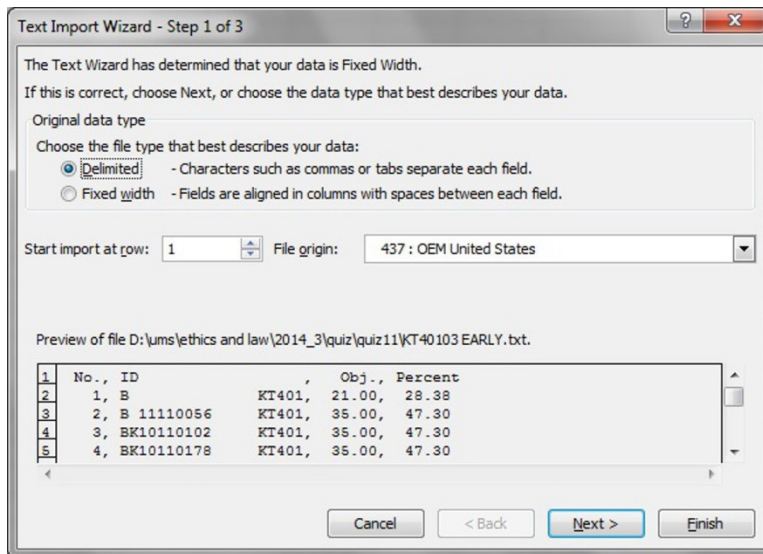 Text Import Wizard - Step 1 of 3
The Text Wizard has determined that your data is Fixed Width.
If this is correct, choose Next, or choose the data type that best describes your data.
Original data type
Choose the file type that best describes your data:
Delimited - Characters such as commas or tabs separate each field.
Fixed width - Fields are aligned in columns with spaces between each field.
Start import at row: 1 File origin: 437 : OEM United States
Preview of file D:\ums\ethics and law\2014_3\quiz\quiz11\KT40103 EARLY.txt.
1 No., ID , Obj., Percent
2 1, B KT401, 21.00, 28.38
3 2, B 11110056 KT401, 35.00, 47.30
4 3, BK10110102 KT401, 35.00, 47.30
5 4, BK10110178 KT401, 35.00, 47.30
Cancel < Back Next > Finish